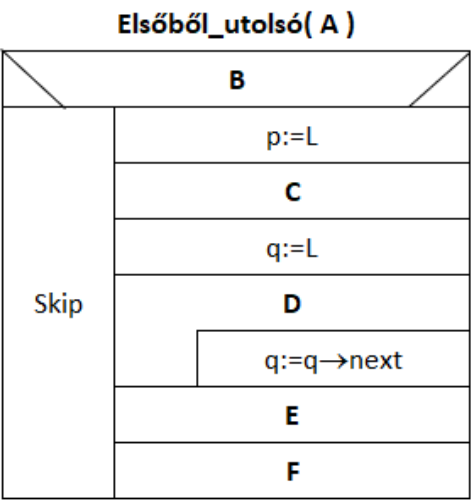 Elsőből_utolsó( A )
B
p:=L
C
q:=L
Skip
D
q:=q→next
E
F